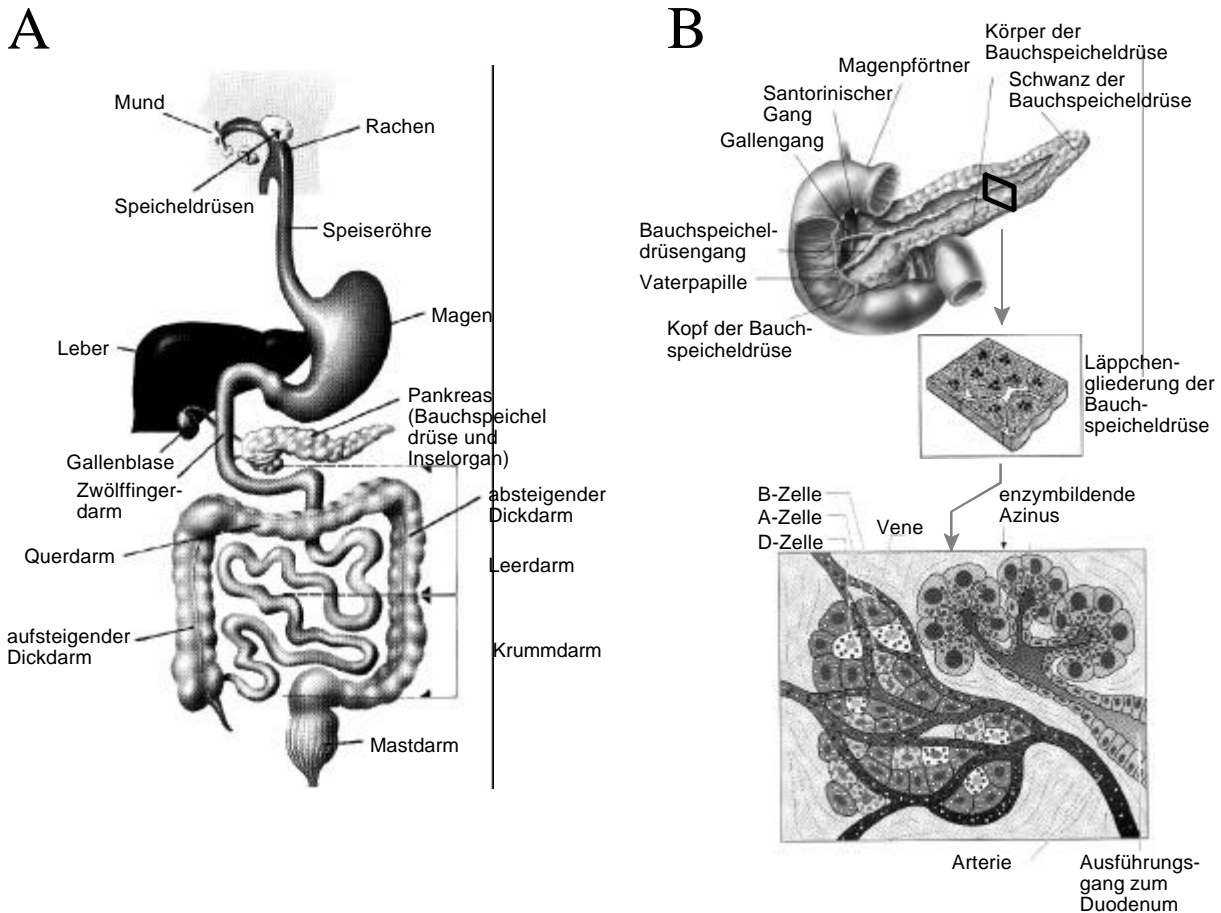 A
Mund
Rachen
Speicheldrüsen
Speiseröhre
Magen
Leber
Pankreas
(Bauchspeichel
drüse und
Inselorgan)
Gallenblase
Zwölffinger-
darm
absteigender
Dickdarm
Querdarm
Leerdarm
aufsteigender
Dickdarm
Krummdarm
Mastdarm
B
Körper der
Bauchspeicheldrüse
Magenpförtner
Schwanz der
Bauchspeicheldrüse
Santorinischer
Gang
Gallengang
Bauchspeichel-
drüsengang
Vaterpapille
Kopf der Bauch-
speicheldrüse
Läppchen-
gliederung der
Bauch-
speicheldrüse
B-Zelle
A-Zelle
D-Zelle
Vene
enzymbildende
Azinus
Arterie
Ausführungs-
gang zum
Duodenum